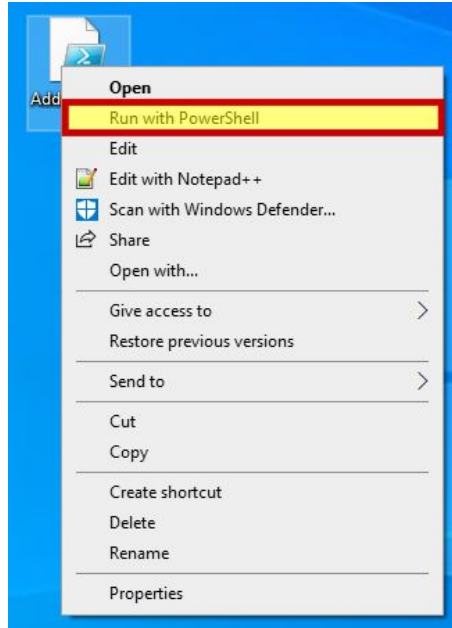 Add
Open
Run with PowerShell
Edit
Edit with Notepad++
Scan with Windows Defender...
Share
Open with...
Give access to
Restore previous versions
Send to
Cut
Copy
Create shortcut
Delete
Rename
Properties